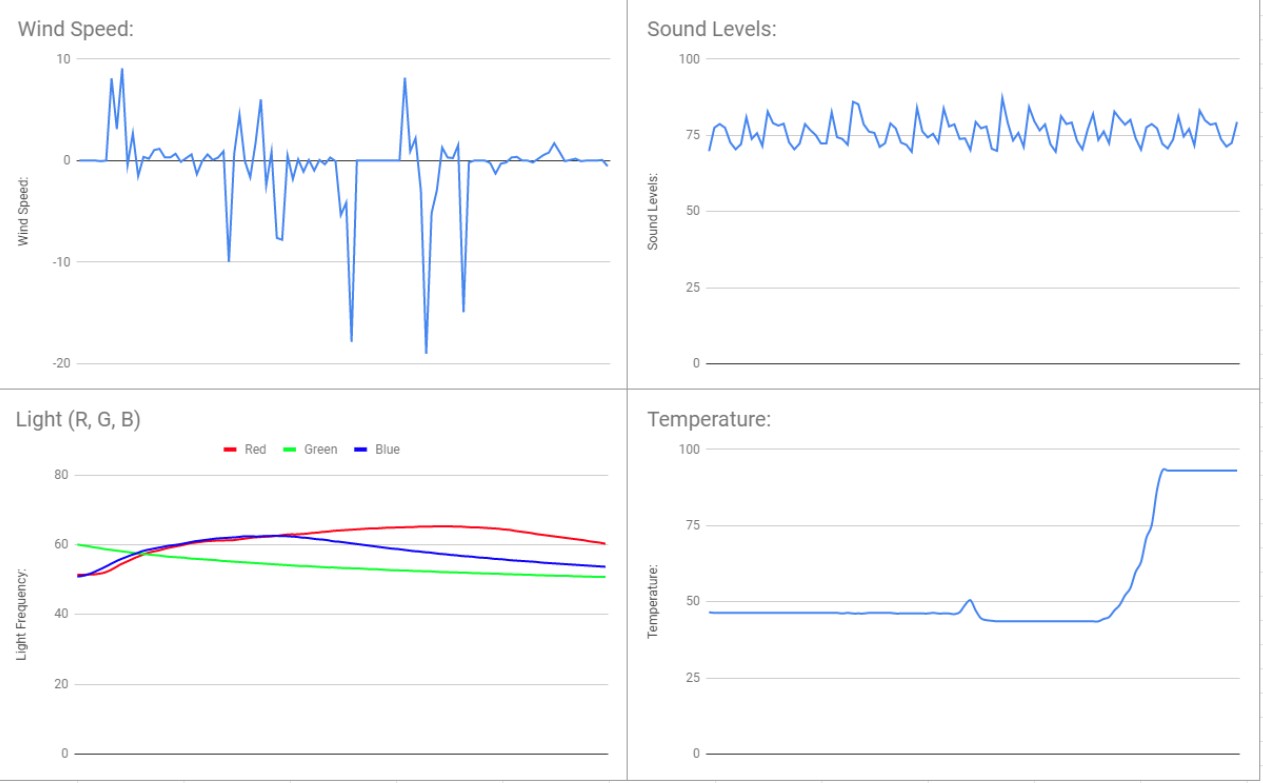 Wind Speed:
10
0
-10
-20
Wind Speed:
Sound Levels:
100
75
50
25
0
Sound Levels:
Light (R, G, B)
Red Green Blue
80
60
40
20
0
Light Frequency:
Temperature:
100
75
50
25
0
Temperature: